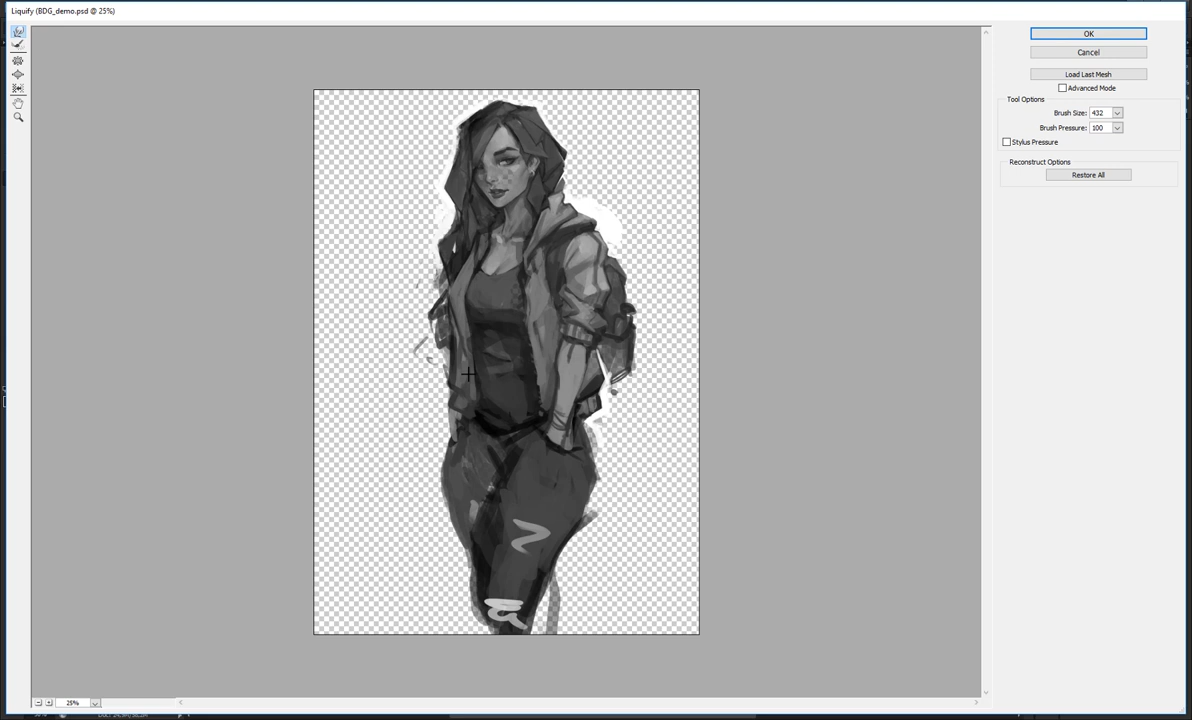 Liquify (BDG_demo.psd @ 25%)
OK
Cancel
Load Last Mesh
Advanced Mode
Tool Options
Brush Size: 432
Brush Pressure: 100
Stylus Pressure
Reconstruct Options
Restore All
25%